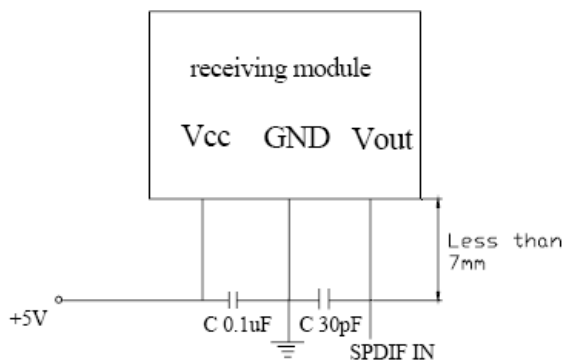 receiving module
Vcc GND Vout
Less than
7mm
+5V
C 0.1uF C 30pF
SPDIF IN